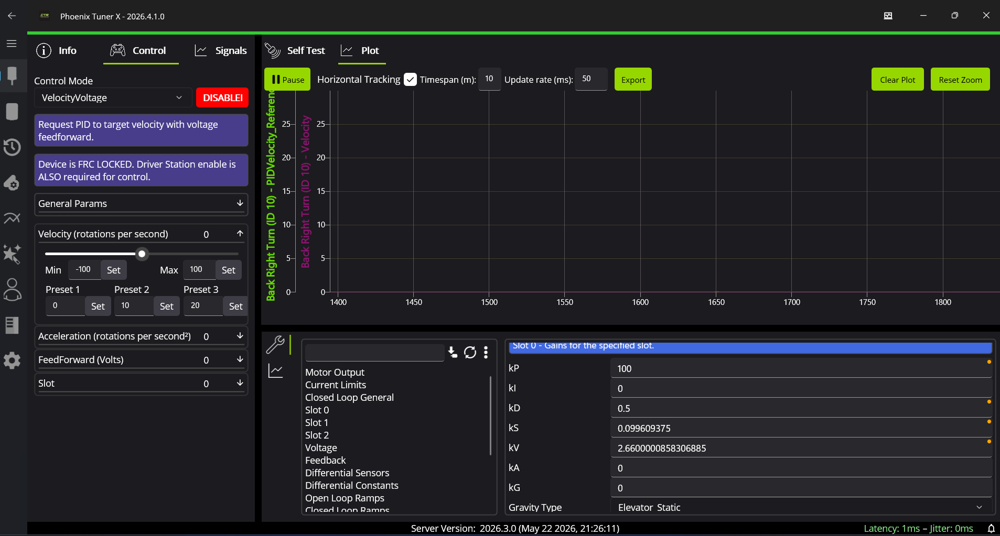 CTR
Phoenix Tuner X - 2026.4.1.0
Info
Control
Signals
Self Test
Plot
Control Mode
VelocityVoltage
DISABLE
Request PID to target velocity with voltage
feedforward.
Device is FRC LOCKED. Driver Station enable is
ALSO required for control.
General Params
Velocity (rotations per second) 0
Min -100 Set Max 100 Set
Preset 1 Preset 2 Preset 3
0 Set 10 Set 20 Set
Acceleration (rotations per second²) 0
FeedForward (Volts) 0
Slot 0
Pause Horizontal Tracking Timespan (m): 10 Update rate (ms): 50 Export Clear Plot Reset Zoom
Back Right Turn (ID 10) - PIDVelocity_Referenc
25
20
15
10
5
0
Back Right Turn (ID 10) - Velocity
25
20
15
10
5
0
1400 1450 1500 1550 1600 1650 1700 1750 1800
Motor Output
Current Limits
Closed Loop General
Slot 0
Slot 1
Slot 2
Voltage
Feedback
Differential Sensors
Differential Constants
Open Loop Ramps
Closed Loop Ramps
Slot 0 - Gains for the specified slot.
kP 100
kI 0
kD 0.5
kS 0.099609375
kV 2.6600000858306885
kA 0
kG 0
Gravity Type Elevator_Static
Server Version: 2026.3.0 (May 22 2026, 21:26:11)
Latency: 1ms – Jitter: 0ms